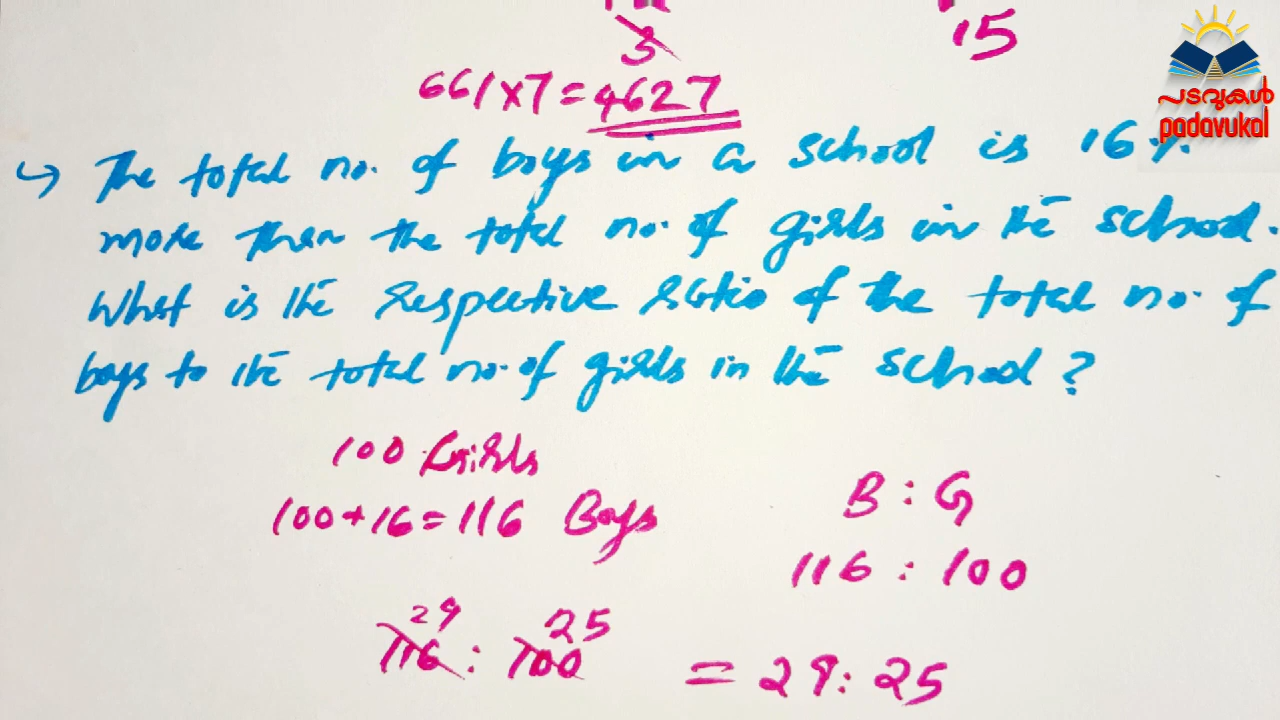 3
15
661×7=4627
പടവുകൾ
padavukal
↪ The total no. of boys in a school is 16%
more than the total no. of girls in the school.
What is the respective ratio of the total no. of
boys to the total no. of girls in the school?
100 Girls
100+16=116 Boys
B : G
116 : 100
29 25
116 : 100 = 29 : 25